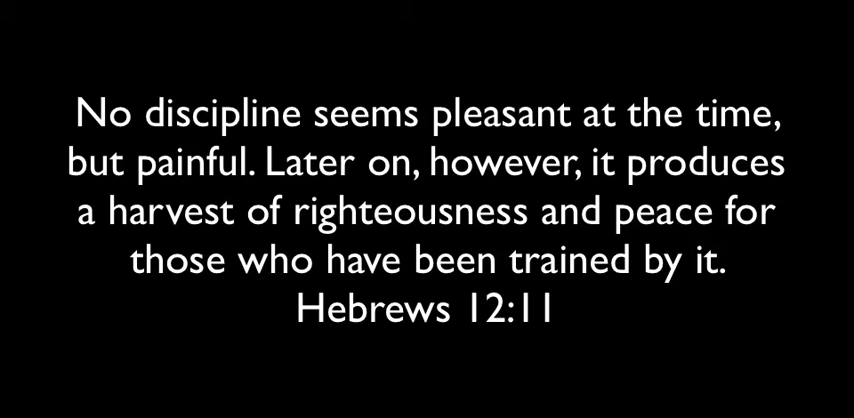 No discipline seems pleasant at the time,
but painful. Later on, however, it produces
a harvest of righteousness and peace for
those who have been trained by it.
Hebrews 12:11